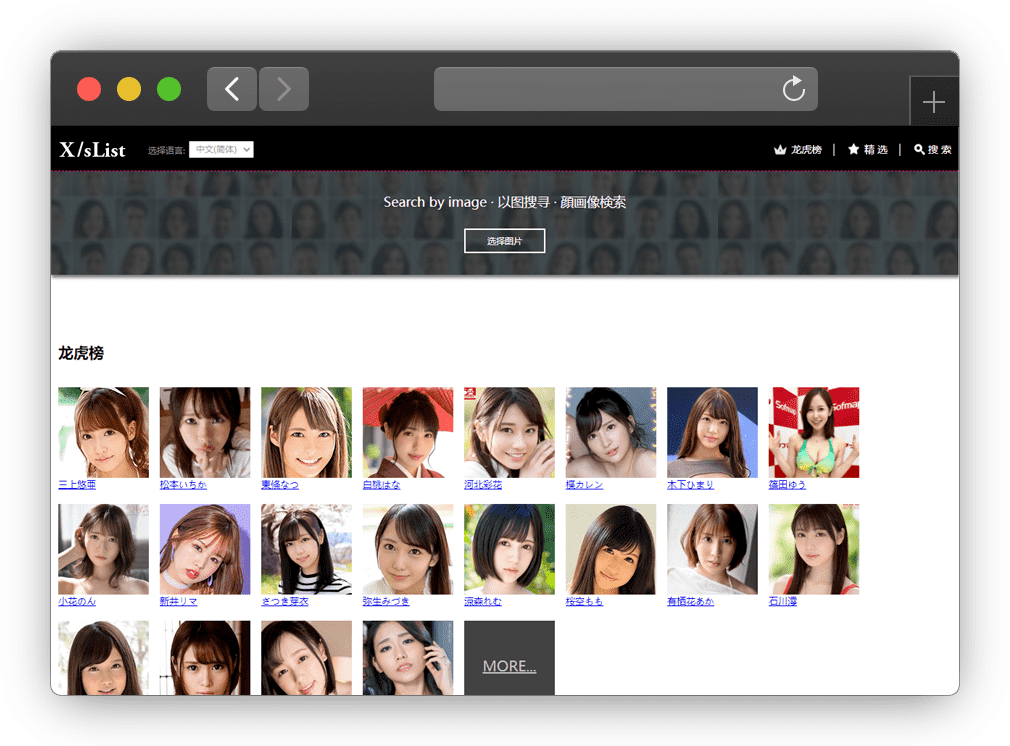 X/sList 选择语言: 中文(简体) 龙虎榜 | 精 选 | 搜 索
Search by image · 以图搜寻 · 顔画像検索
选择图片
龙虎榜
三上悠亜 松本いちか 東條なつ 白桃はな 河北彩花 楪カレン 木下ひまり 篠田ゆう
Sofmap Sofmap
小花のん 新井リマ さつき芽衣 弥生みづき 涼森れむ 桜空もも 有栖花あか 石川澪
MORE...